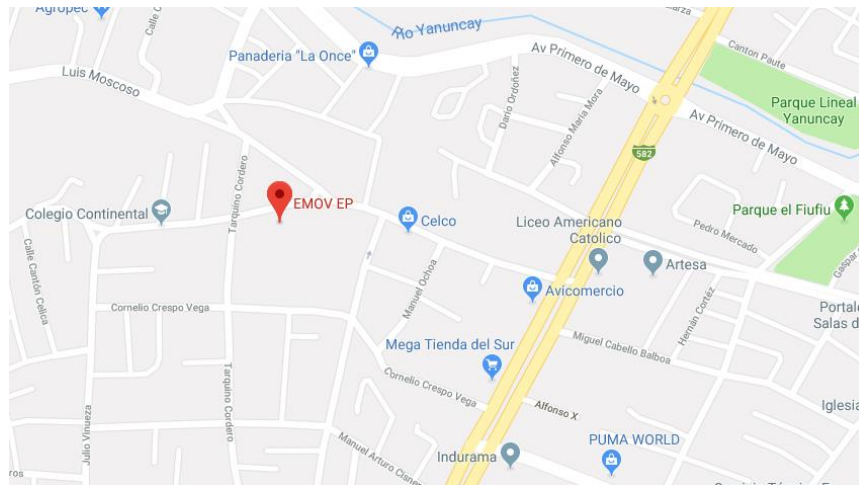 Agropec
Calle C
Panaderia "La Once"
Rio Yanuncay
Luis Moscoso
Av Primero de Mayo
Canton Paute
Parque Lineal
Yanuncay
Av Primero de Mayo
Dario Ordoñez
Alfonso Maria Mora
582
Tarquino Cordero
EMOV EP
Colegio Continental
Celco
Liceo Americano
Catolico
Parque el Fiufiu
Pedro Mercado
Artesa
Gaspar
Calle Cantón Celica
Manuel Ochoa
Avicomercio
Cornelio Crespo Vega
Hernán Cortéz
Portale
Salas d
Miguel Cabello Balboa
Mega Tienda del Sur
Cornelio Crespo Vega
Tarquino Cordero
Julio Vinueza
Alfonso X
Iglesia
Manuel Arturo Cisne
PUMA WORLD
Indurama
ros